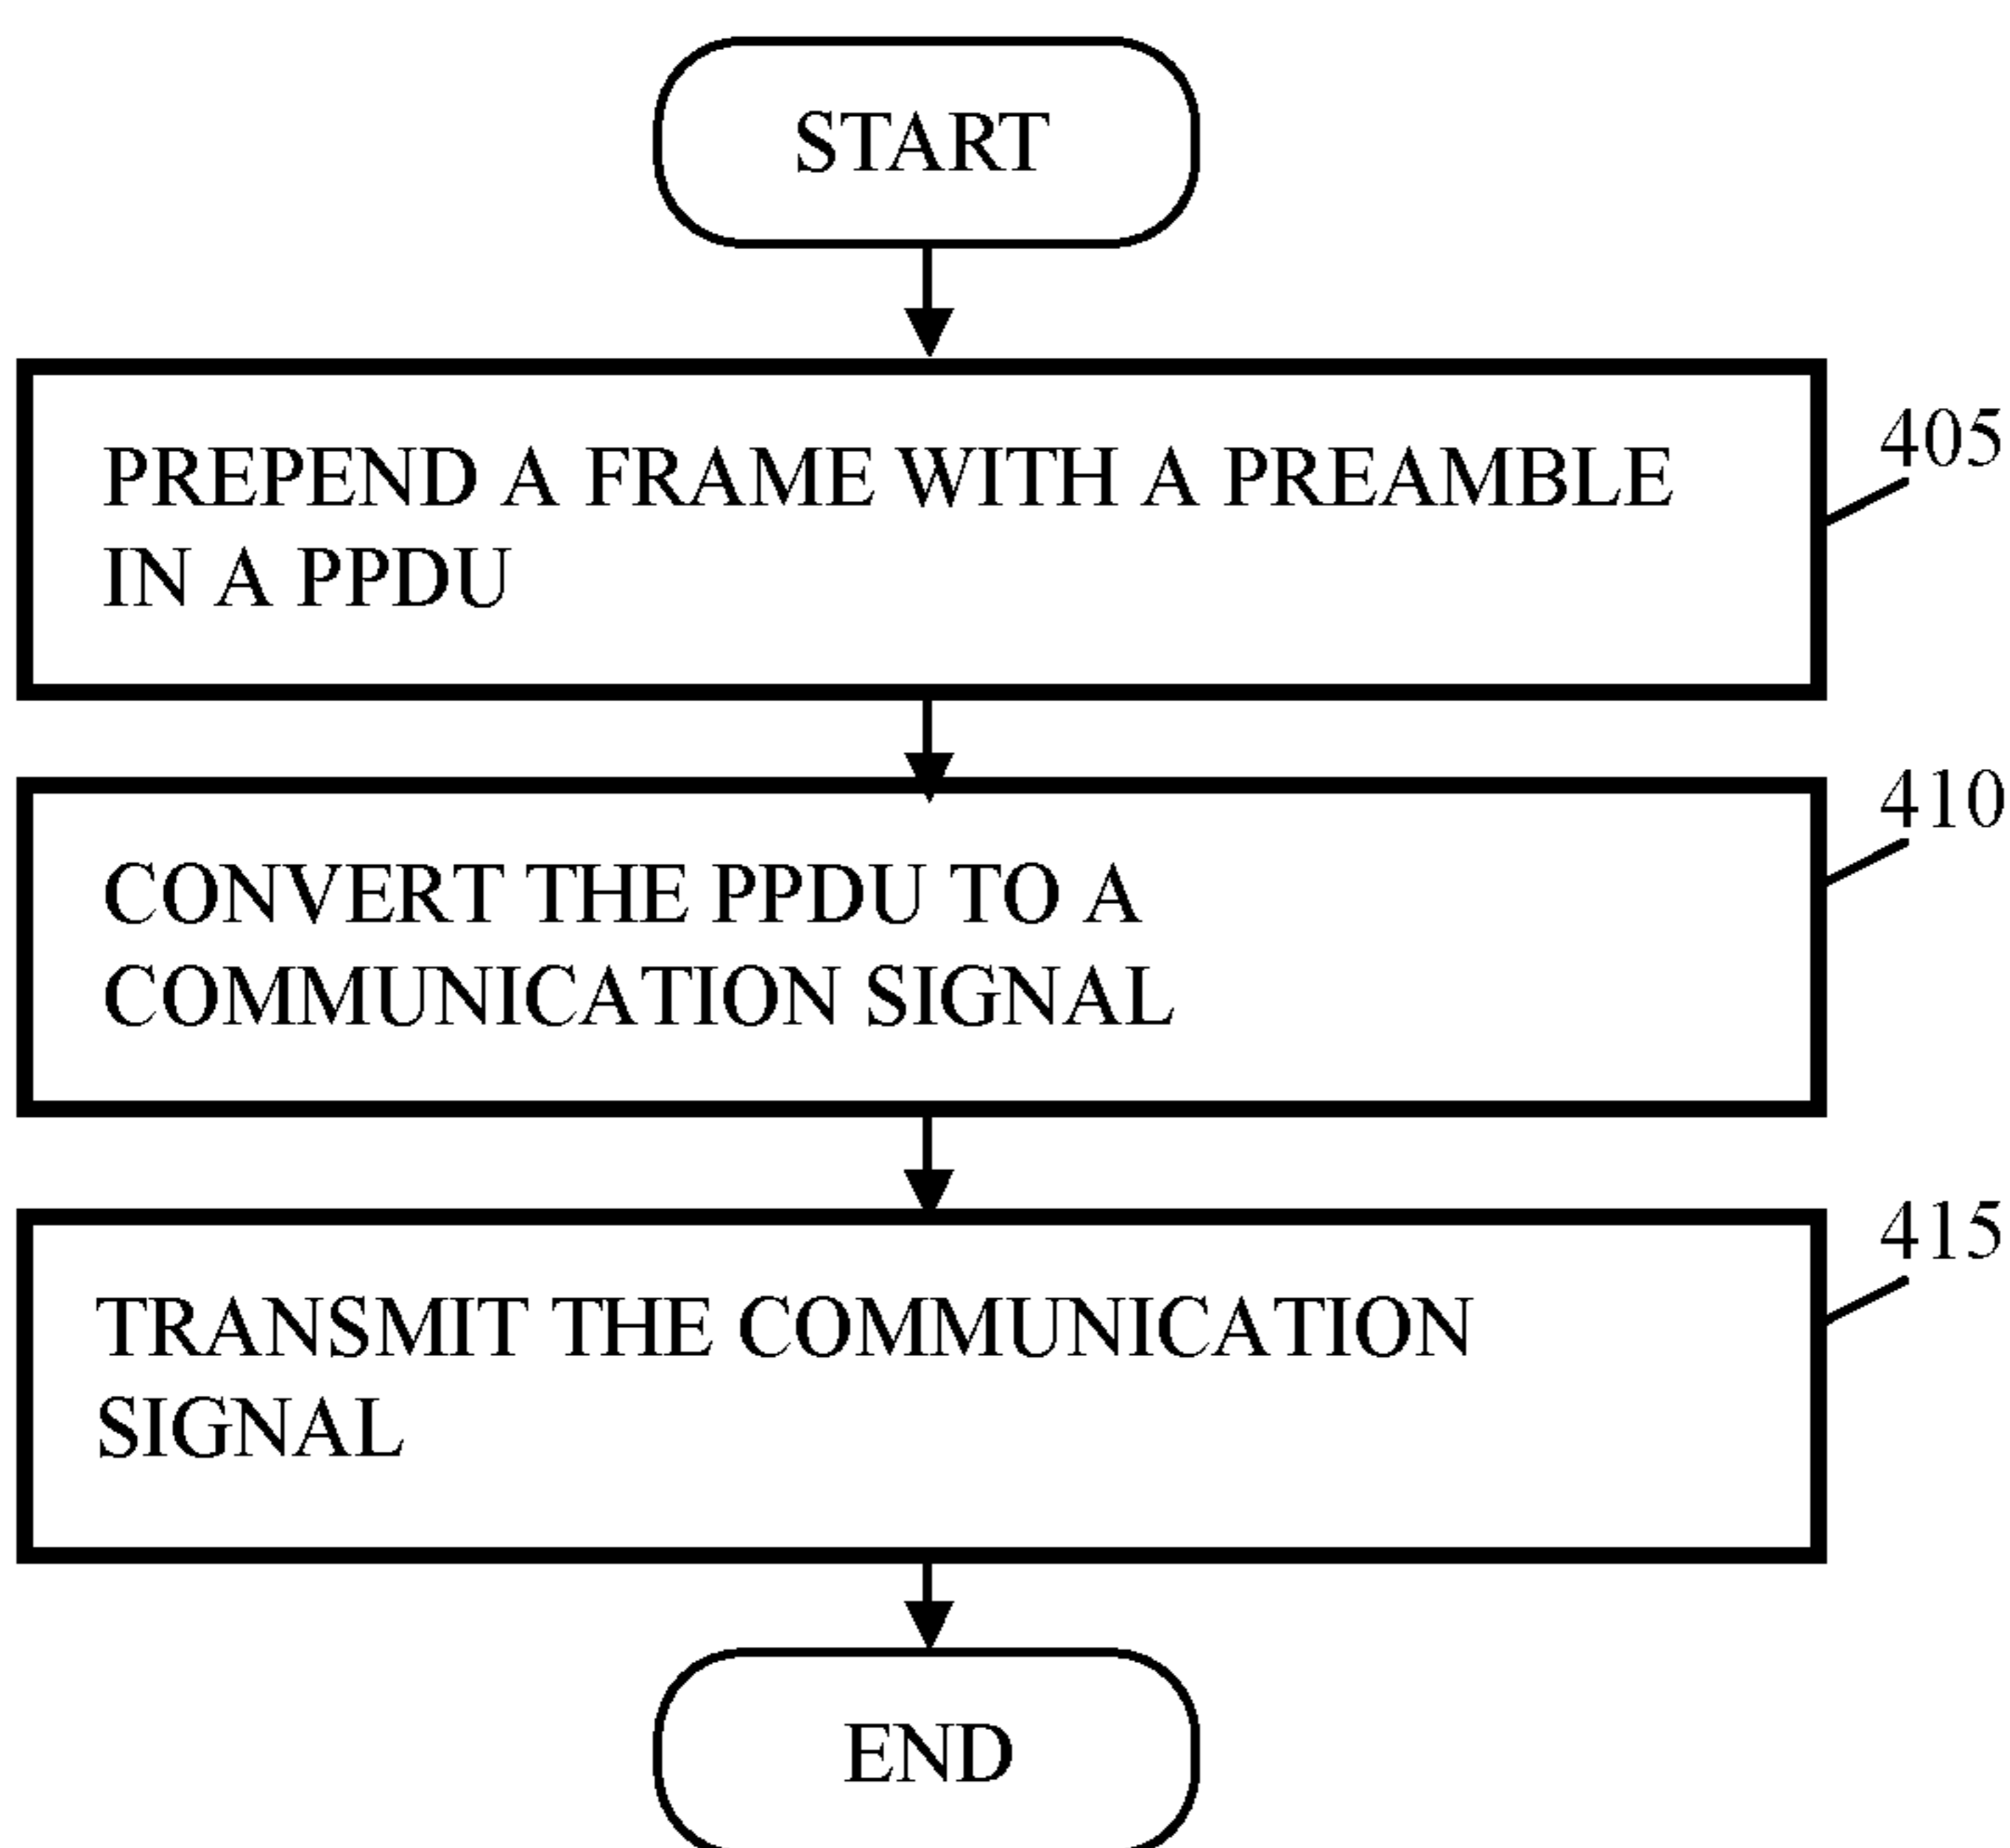 START
PREPEND A FRAME WITH A PREAMBLE
IN A PPDU
405
CONVERT THE PPDU TO A
COMMUNICATION SIGNAL
410
TRANSMIT THE COMMUNICATION
SIGNAL
415
END